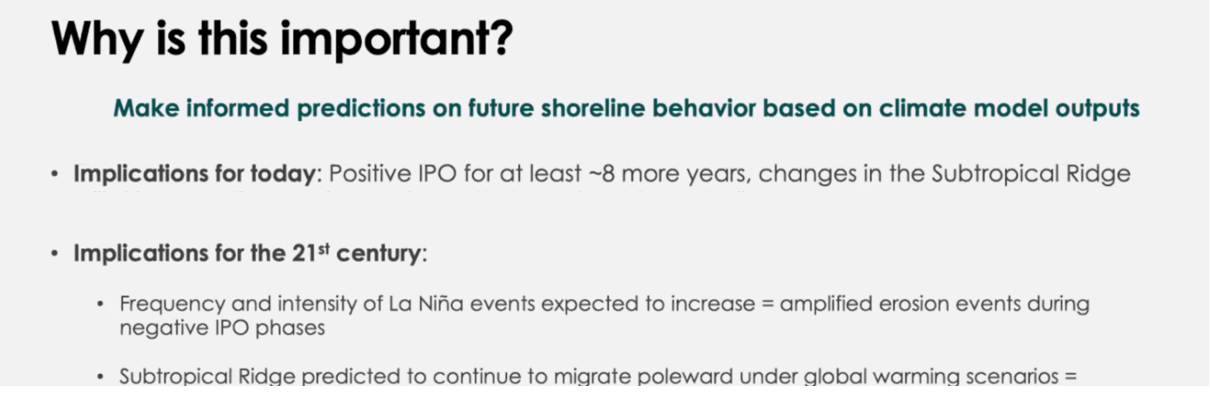 Why is this important?
Make informed predictions on future shoreline behavior based on climate model outputs
• Implications for today: Positive IPO for at least ~8 more years, changes in the Subtropical Ridge
• Implications for the 21st century:
• Frequency and intensity of La Niña events expected to increase = amplified erosion events during
negative IPO phases
• Subtropical Ridge predicted to continue to migrate poleward under global warming scenarios =